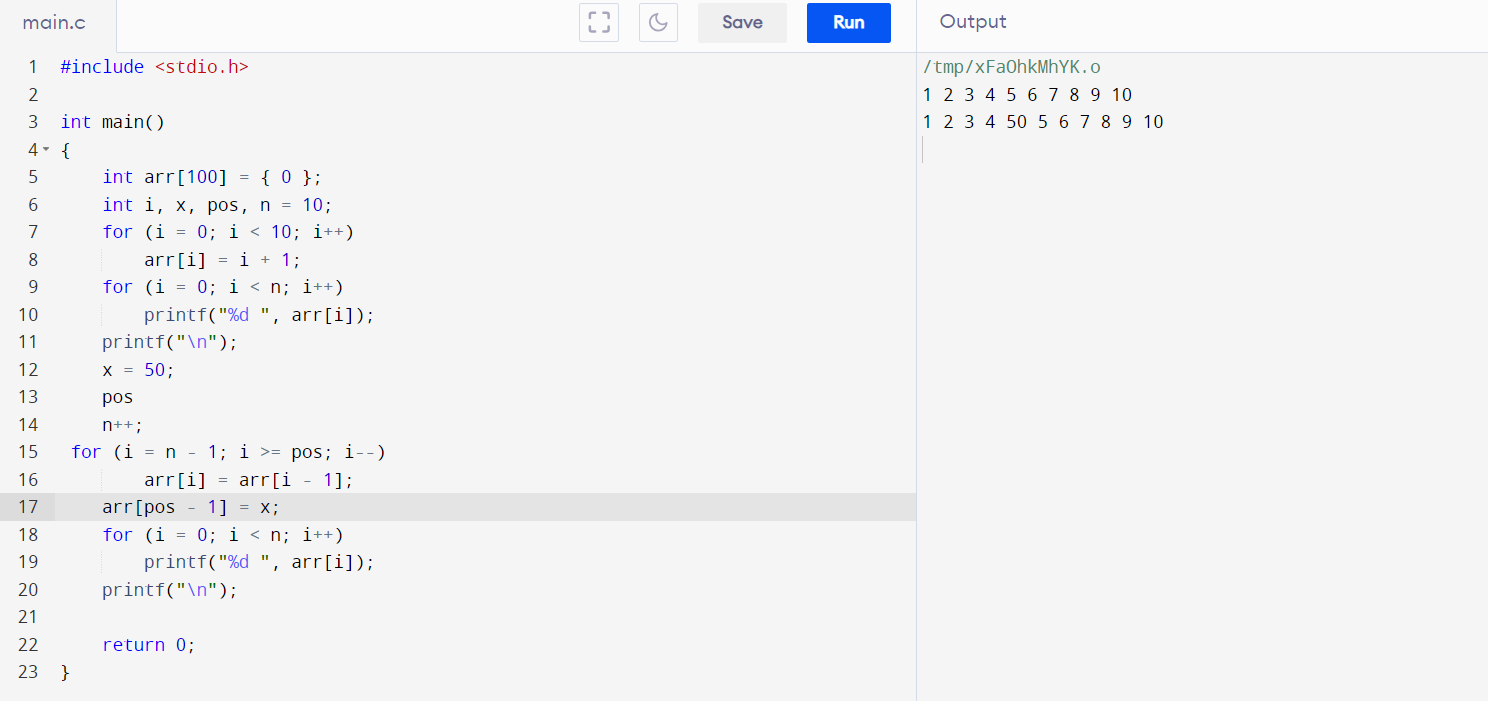 main.c
Save
Run
Output
1 #include <stdio.h>
2
3 int main()
4 {
5 int arr[100] = { 0 };
6 int i, x, pos, n = 10;
7 for (i = 0; i < 10; i++)
8 arr[i] = i + 1;
9 for (i = 0; i < n; i++)
10 printf("%d ", arr[i]);
11 printf("\n");
12 x = 50;
13 pos
14 n++;
15 for (i = n - 1; i >= pos; i--)
16 arr[i] = arr[i - 1];
17 arr[pos - 1] = x;
18 for (i = 0; i < n; i++)
19 printf("%d ", arr[i]);
20 printf("\n");
21
22 return 0;
23 }
/tmp/xFaOhkMhYK.o
1 2 3 4 5 6 7 8 9 10
1 2 3 4 50 5 6 7 8 9 10